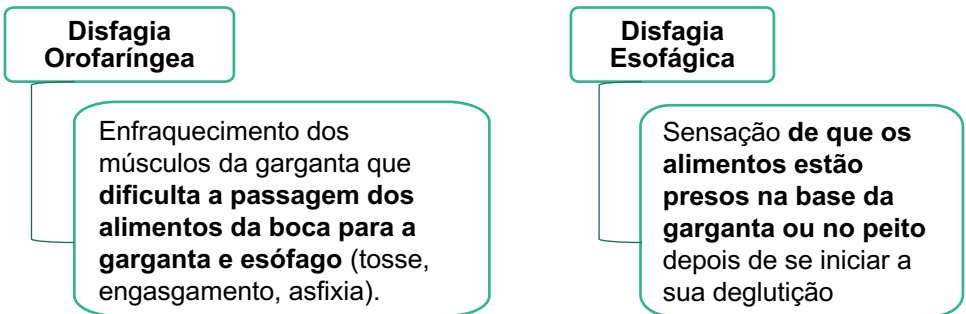 Disfagia
Orofaríngea
Enfraquecimento dos
músculos da garganta que
dificulta a passagem dos
alimentos da boca para a
garganta e esófago (tosse,
engasgamento, asfixia).
Disfagia
Esofágica
Sensação de que os
alimentos estão
presos na base da
garganta ou no peito
depois de se iniciar a
sua deglutição